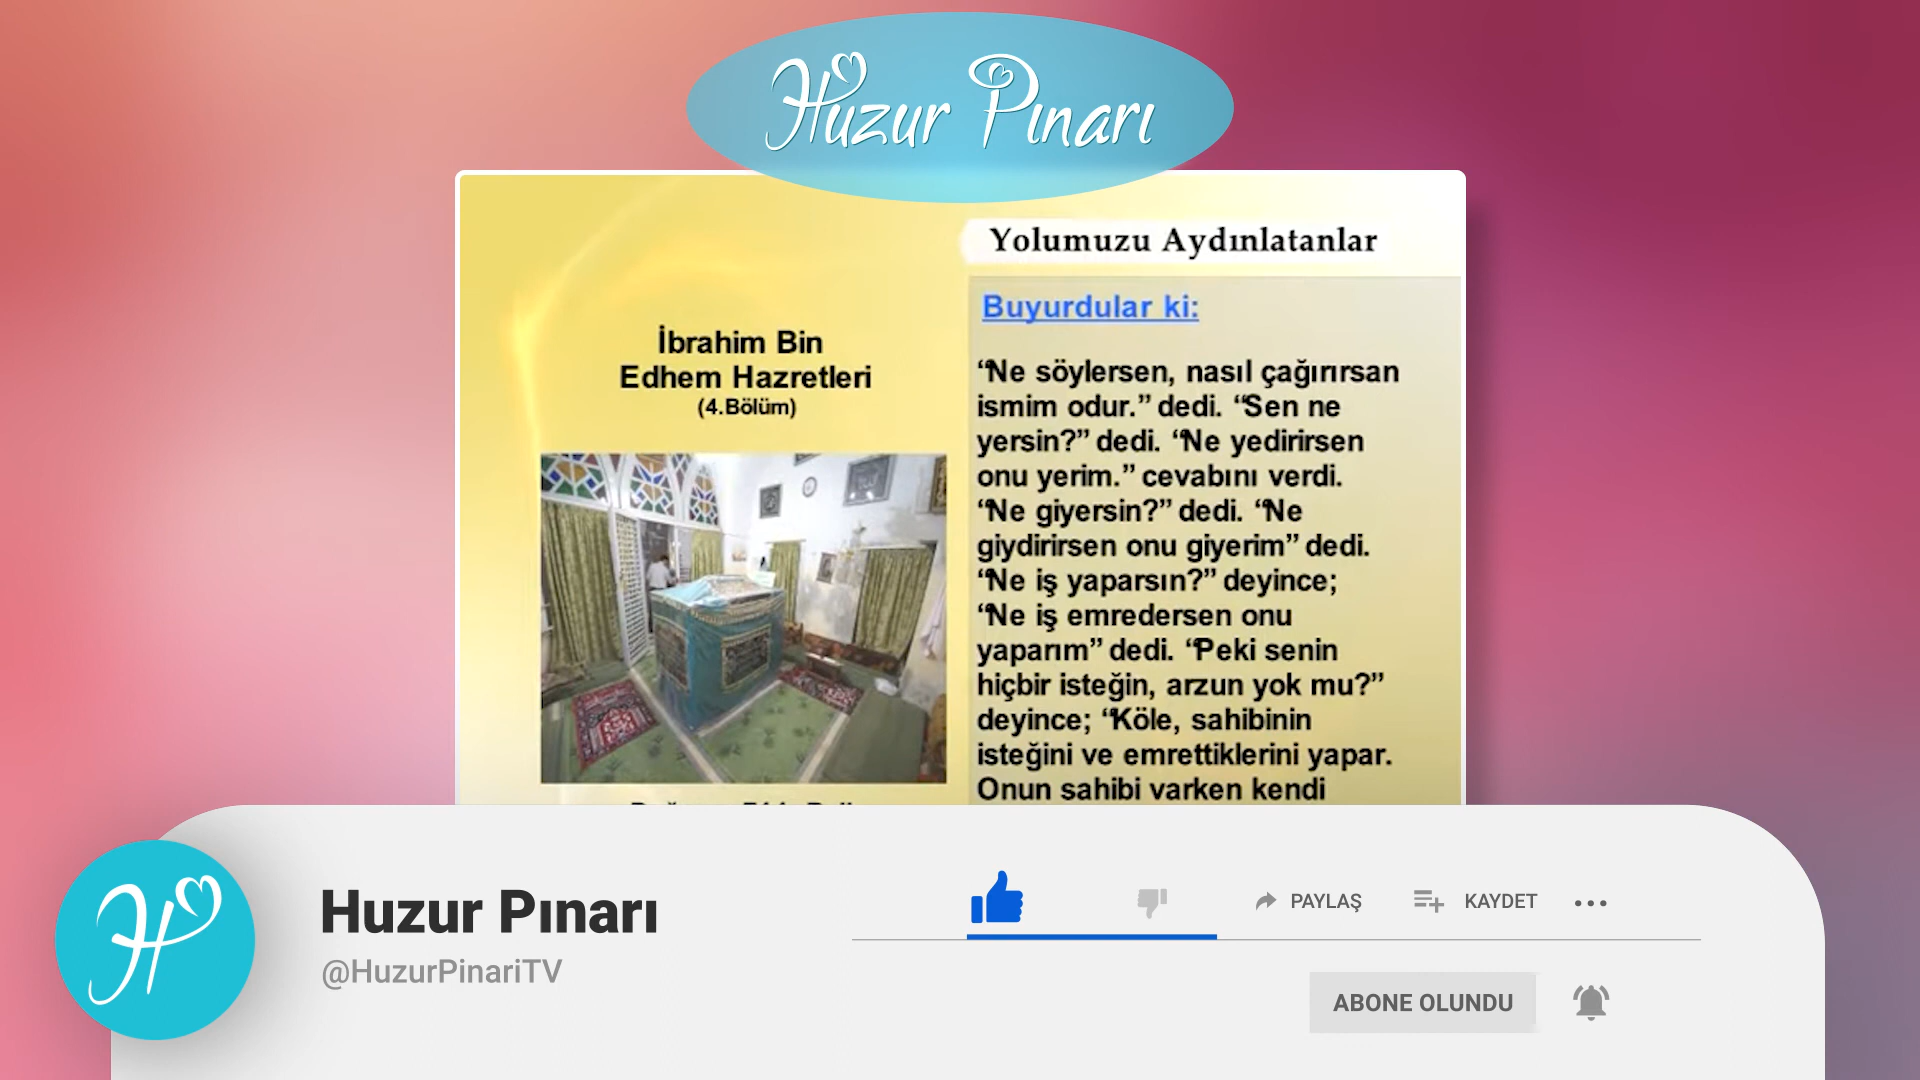 Huzur Pınarı
Yolumuzu Aydınlatanlar
İbrahim Bin
Edhem Hazretleri
(4.Bölüm)
Buyurdular ki:
“Ne söylersen, nasıl çağırırsan
ismim odur.” dedi. “Sen ne
yersin?” dedi. “Ne yedirirsen
onu yerim.” cevabını verdi.
“Ne giyersin?” dedi. “Ne
giydirirsen onu giyerim” dedi.
“Ne iş yaparsın?” deyince;
“Ne iş emredersen onu
yaparım” dedi. “Peki senin
hiçbir isteğin, arzun yok mu?”
deyince; “Köle, sahibinin
isteğini ve emrettiklerini yapar.
Onun sahibi varken kendi
Huzur Pınarı
@HuzurPinariTV
PAYLAŞ
KAYDET
ABONE OLUNDU